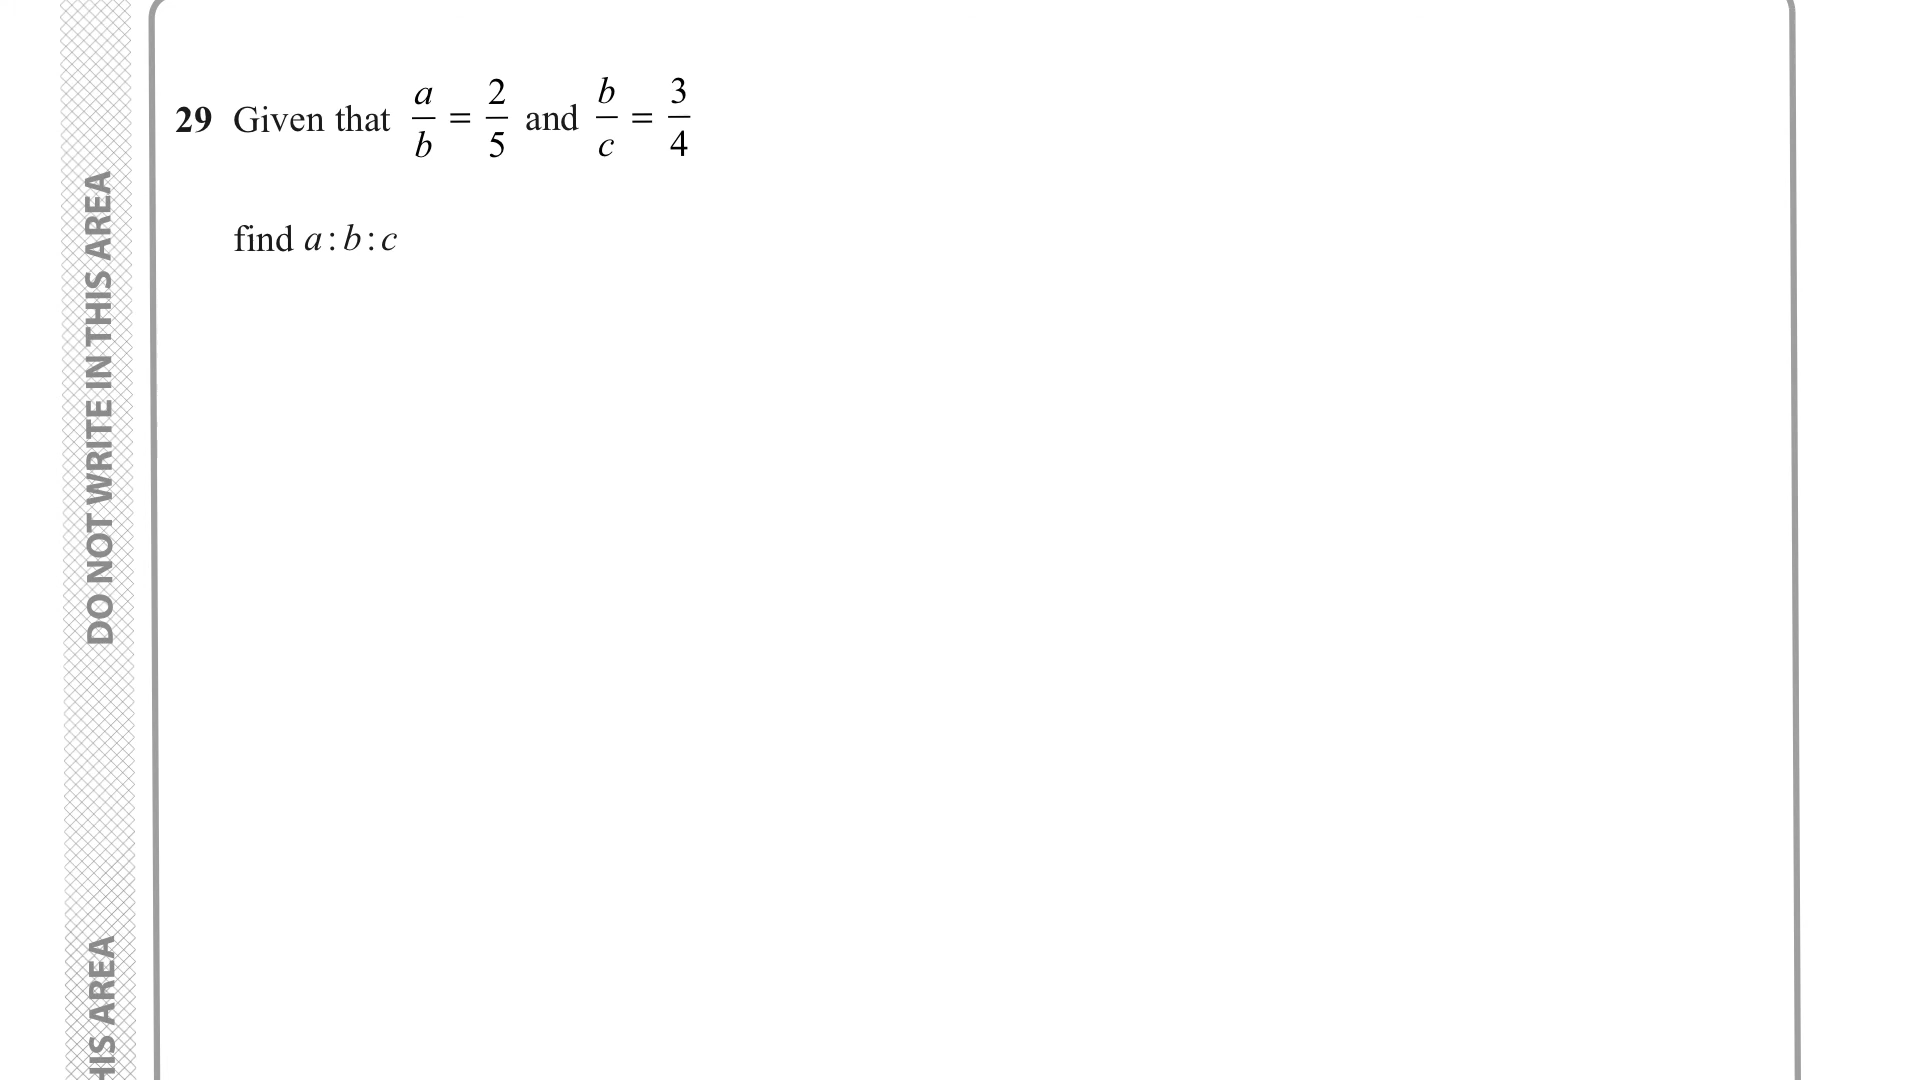 29 Given that a/b = 2/5 and b/c = 3/4
find a : b : c
DO NOT WRITE IN THIS AREA
HIS AREA